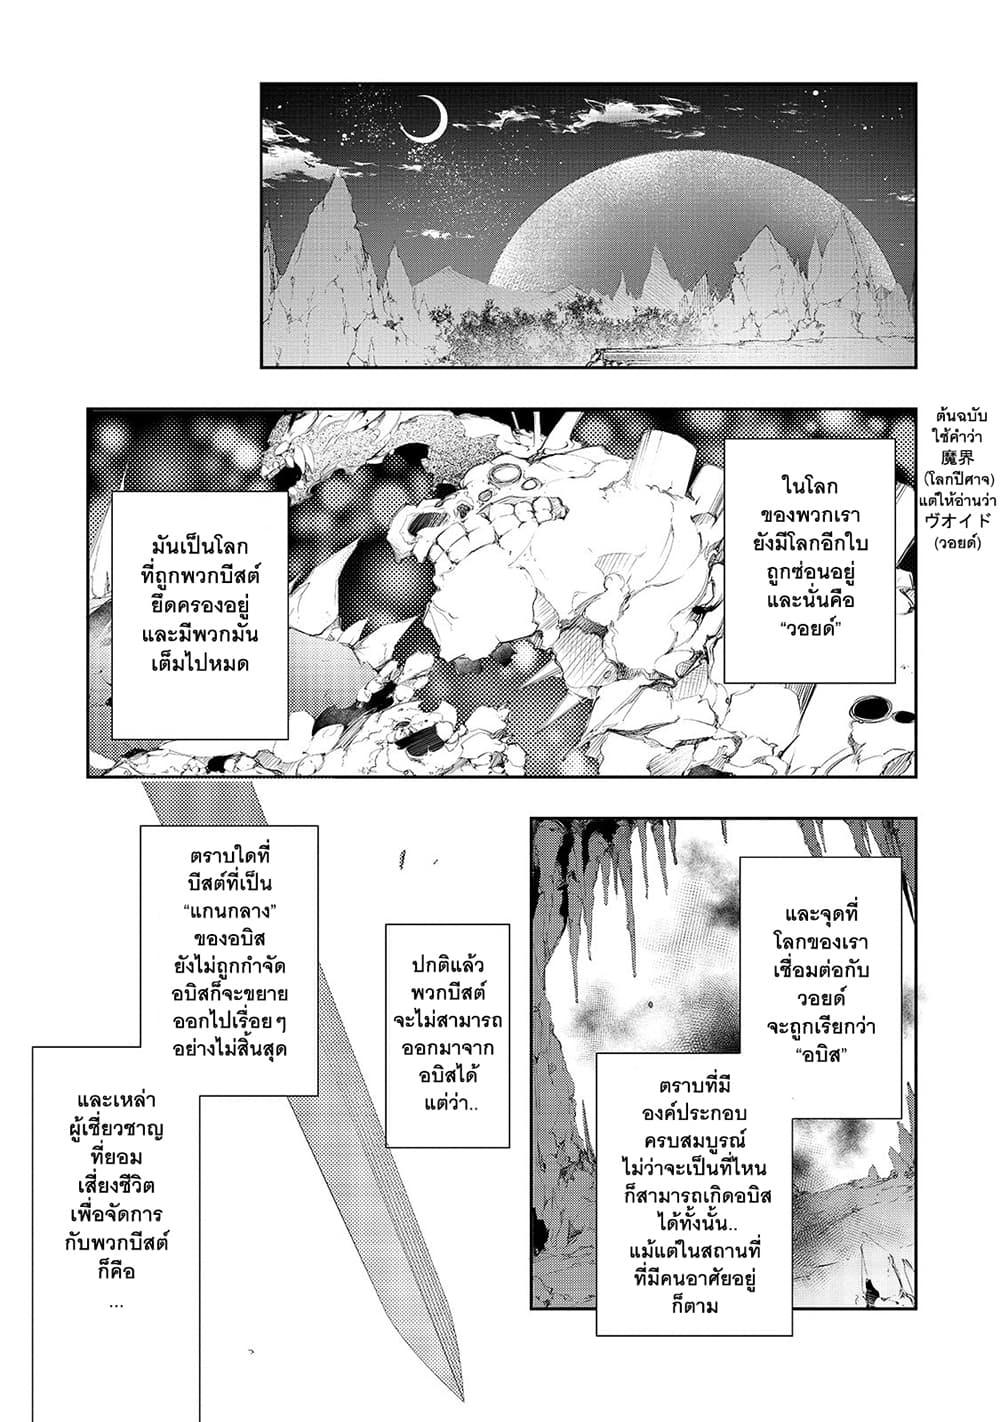 ต้นฉบับ
ใช้คำว่า
魔界
(โลกปีศาจ)
แต่ให้อ่านว่า
ヴオイド
(วอยด์)
ในโลก
ของพวกเรา
ยังมีโลกอีกใบ
ถูกซ่อนอยู่
และนั่นคือ
“วอยด์”
มันเป็นโลก
ที่ถูกพวกบีสต์
ยึดครองอยู่
และมีพวกมัน
เต็มไปหมด
และจุดที่
โลกของเรา
เชื่อมต่อกับ
วอยด์
จะถูกเรียกว่า
“อบิส”
ตราบที่มี
องค์ประกอบ
ครบสมบูรณ์
ไม่ว่าจะเป็นที่ไหน
ก็สามารถเกิดอบิส
ได้ทั้งนั้น..
แม้แต่ในสถานที่
ที่มีคนอาศัยอยู่
ก็ตาม
ปกติแล้ว
พวกบีสต์
จะไม่สามารถ
ออกมาจาก
อบิสได้
แต่ว่า..
ตราบใดที่
บีสต์ที่เป็น
“แกนกลาง”
ของอบิส
ยังไม่ถูกกำจัด
อบิสก็จะขยาย
ออกไปเรื่อยๆ
อย่างไม่สิ้นสุด
และเหล่า
ผู้เชี่ยวชาญ
ที่ยอม
เสี่ยงชีวิต
เพื่อจัดการ
กับพวกบีสต์
ก็คือ
...